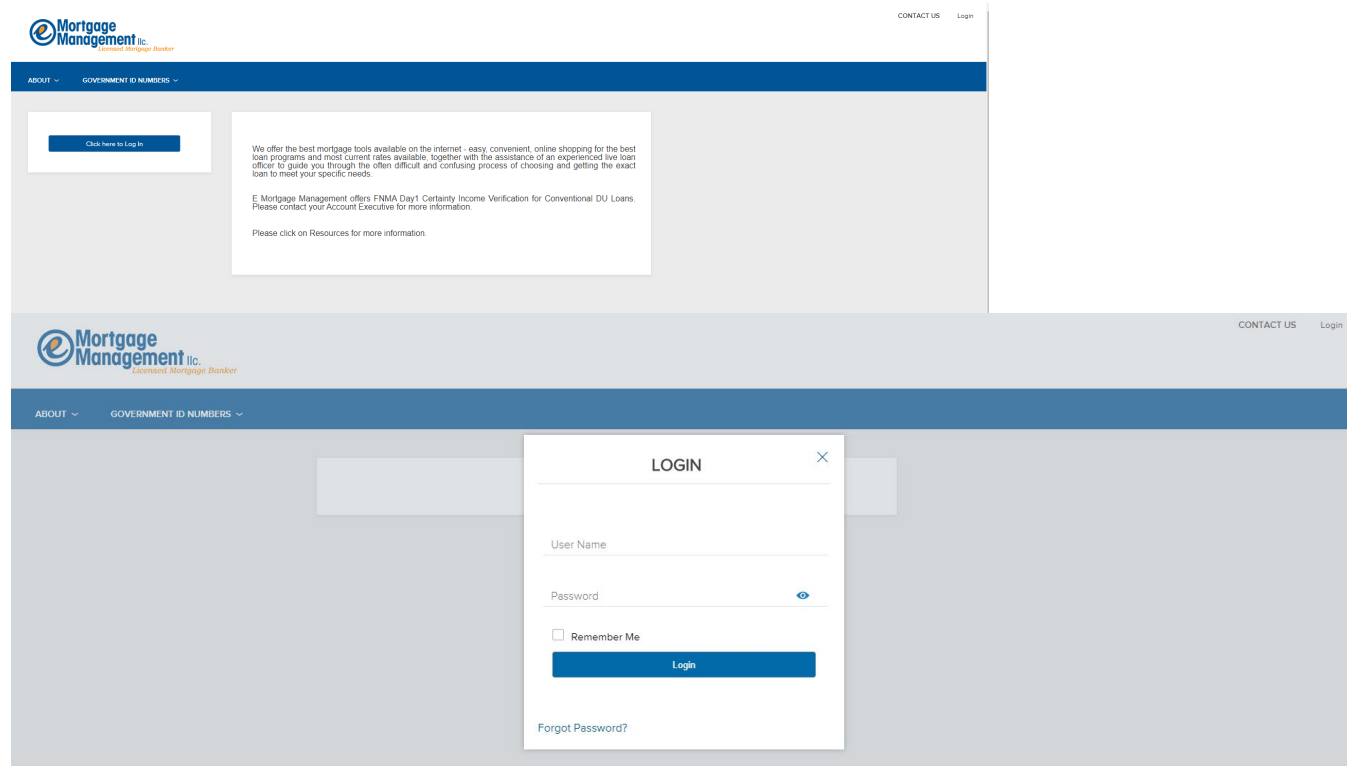 CONTACT US Login
Mortgage
Management llc.
Licensed Mortgage Banker
ABOUT GOVERNMENT ID NUMBERS
Click here to Log In
We offer the best mortgage tools available on the internet - easy, convenient, online shopping for the best
loan programs and most current rates available, together with the assistance of an experienced live loan
officer to guide you through the often difficult and confusing process of choosing and getting the exact
loan to meet your specific needs.
E Mortgage Management offers FNMA Day1 Certainty Income Verification for Conventional DU Loans.
Please contact your Account Executive for more information.
Please click on Resources for more information.
CONTACT US Login
e Mortgage
Management llc.
Licensed Mortgage Banker
ABOUT GOVERNMENT ID NUMBERS
LOGIN
User Name
Password
Remember Me
Login
Forgot Password?